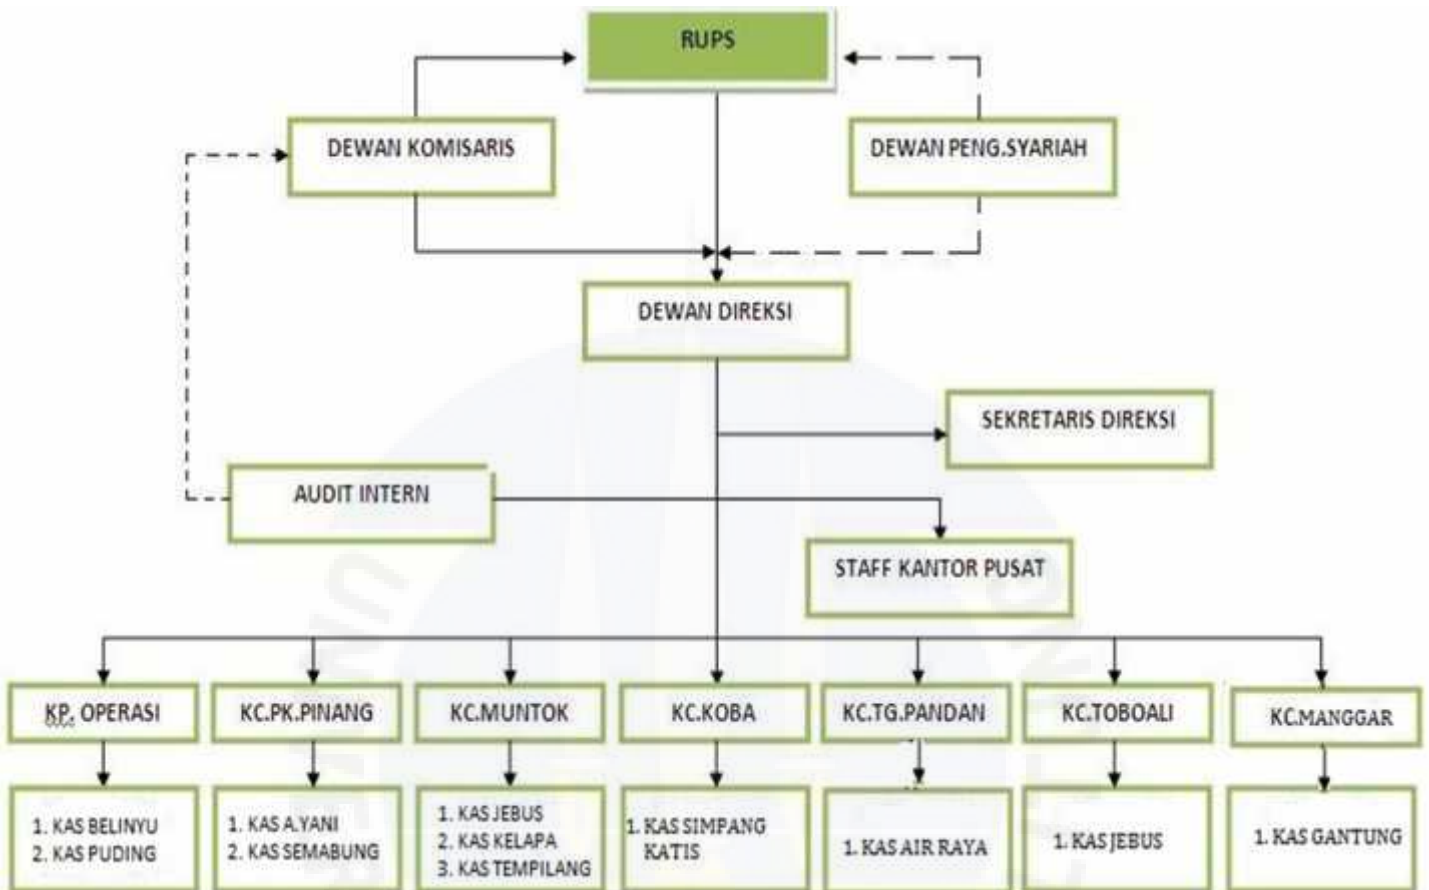 RUPS
DEWAN KOMISARIS
DEWAN PENG.SYARIAH
DEWAN DIREKSI
SEKRETARIS DIREKSI
AUDIT INTERN
STAFF KANTOR PUSAT
KP. OPERASI
KC.PK.PINANG
KC.MUNTOK
KC.KOBA
KC.TG.PANDAN
KC.TOBOALI
KC.MANGGAR
1. KAS BELINYU
2. KAS PUDING
1. KAS A.YANI
2. KAS SEMABUNG
1. KAS JEBUS
2. KAS KELAPA
3. KAS TEMPILANG
1. KAS SIMPANG
KATIS
1. KAS AIR RAYA
1. KAS JEBUS
1. KAS GANTUNG